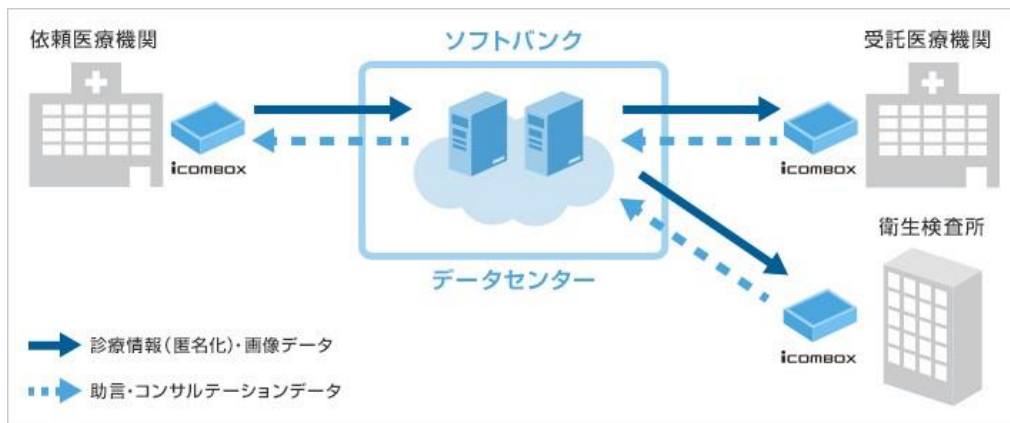 依頼医療機関
ソフトバンク
受託医療機関
icomBOX
icomBOX
衛生検査所
データセンター
icomBOX
診療情報(匿名化)・画像データ
助言・コンサルテーションデータ